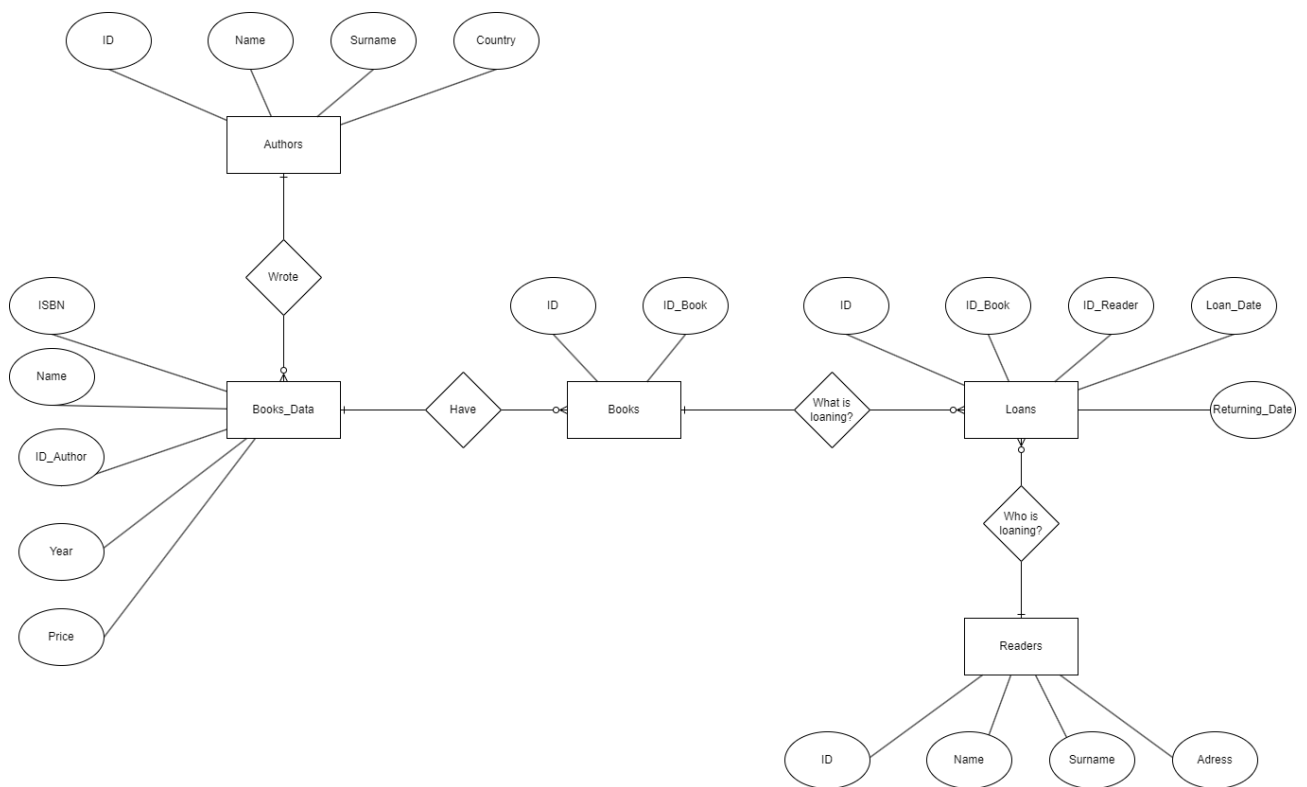 ID
Name
Surname
Country
Authors
Wrote
ISBN
Name
ID_Author
Year
Price
Books_Data
Have
ID
ID_Book
Books
What is
loaning?
ID
ID_Book
ID_Reader
Loan_Date
Returning_Date
Loans
Who is
loaning?
Readers
ID
Name
Surname
Adress